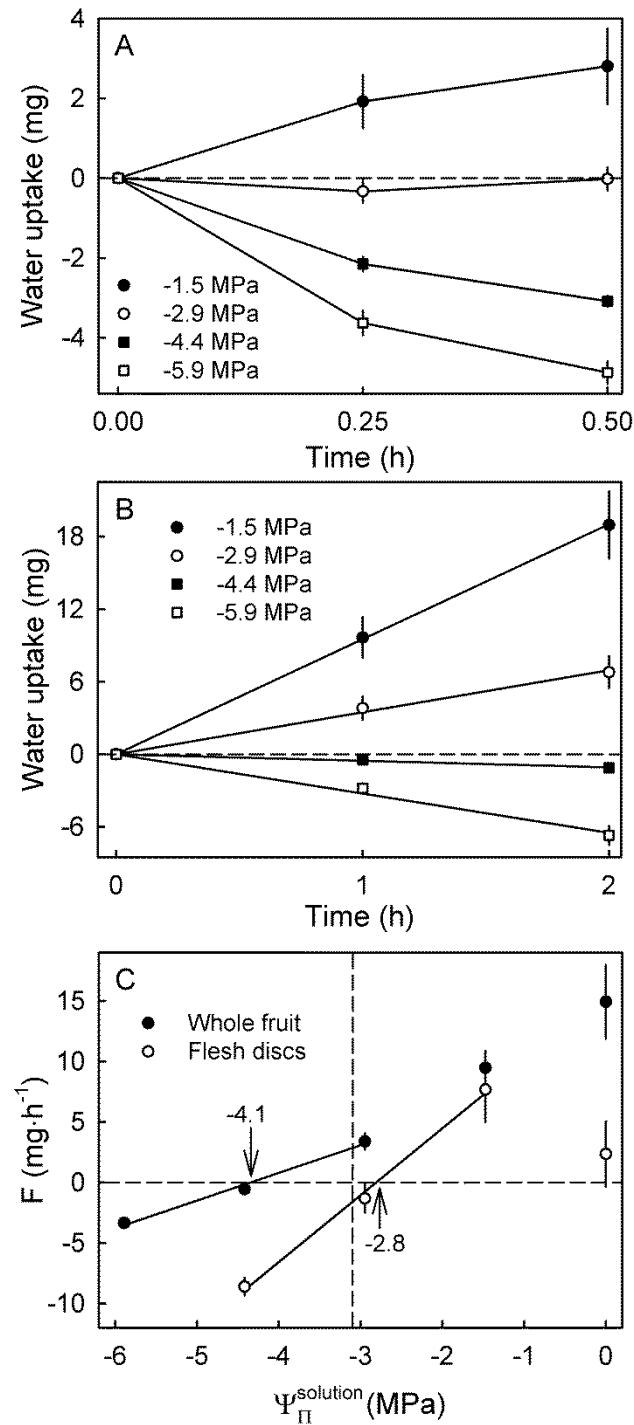 A
4
2
0
-2
-4
Water uptake (mg)
-1.5 MPa
-2.9 MPa
-4.4 MPa
-5.9 MPa
0.00 0.25 0.50
Time (h)
B
18
12
6
0
-6
Water uptake (mg)
-1.5 MPa
-2.9 MPa
-4.4 MPa
-5.9 MPa
0 1 2
Time (h)
C
15
10
5
0
-5
-10
F (mg·h⁻¹)
Whole fruit
Flesh discs
-4.1
-2.8
-6 -5 -4 -3 -2 -1 0
Ψ_Π^solution (MPa)